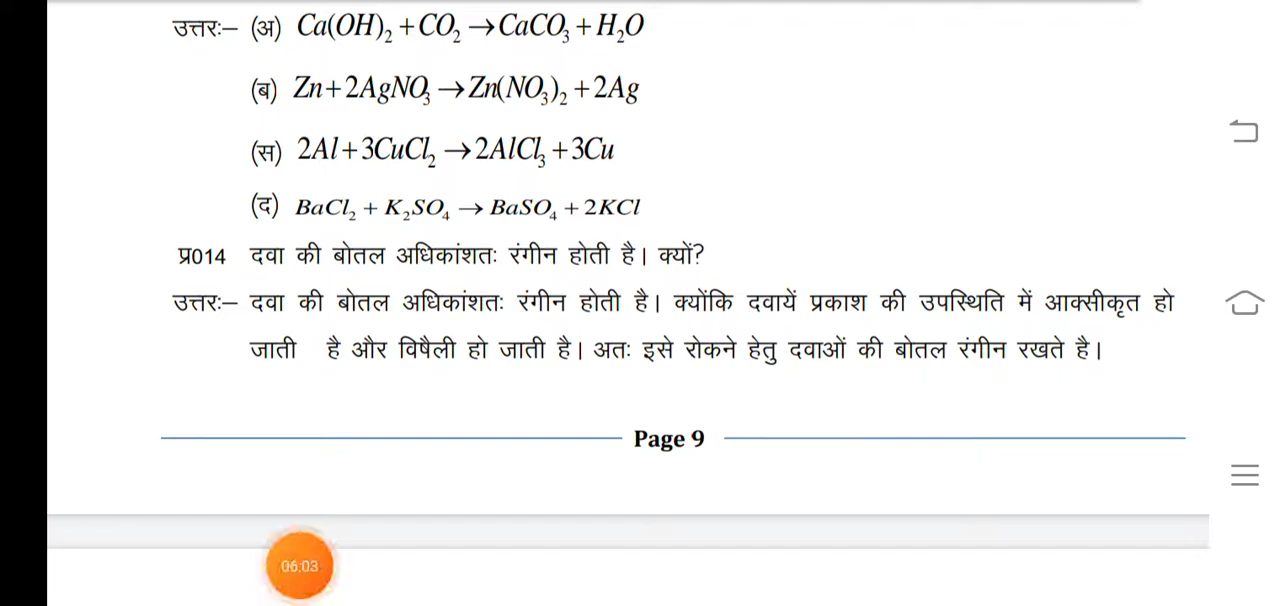 उत्तरः– (अ) Ca(OH)₂ + CO₂ → CaCO₃ + H₂O
(ब) Zn + 2AgNO₃ → Zn(NO₃)₂ + 2Ag
(स) 2Al + 3CuCl₂ → 2AlCl₃ + 3Cu
(द) BaCl₂ + K₂SO₄ → BaSO₄ + 2KCl
प्र014 दवा की बोतल अधिकांशतः रंगीन होती है। क्यों?
उत्तरः– दवा की बोतल अधिकांशतः रंगीन होती है। क्योंकि दवायें प्रकाश की उपस्थिति में आक्सीकृत हो
जाती है और विषैली हो जाती है। अतः इसे रोकने हेतु दवाओं की बोतल रंगीन रखते है।
Page 9
06:03